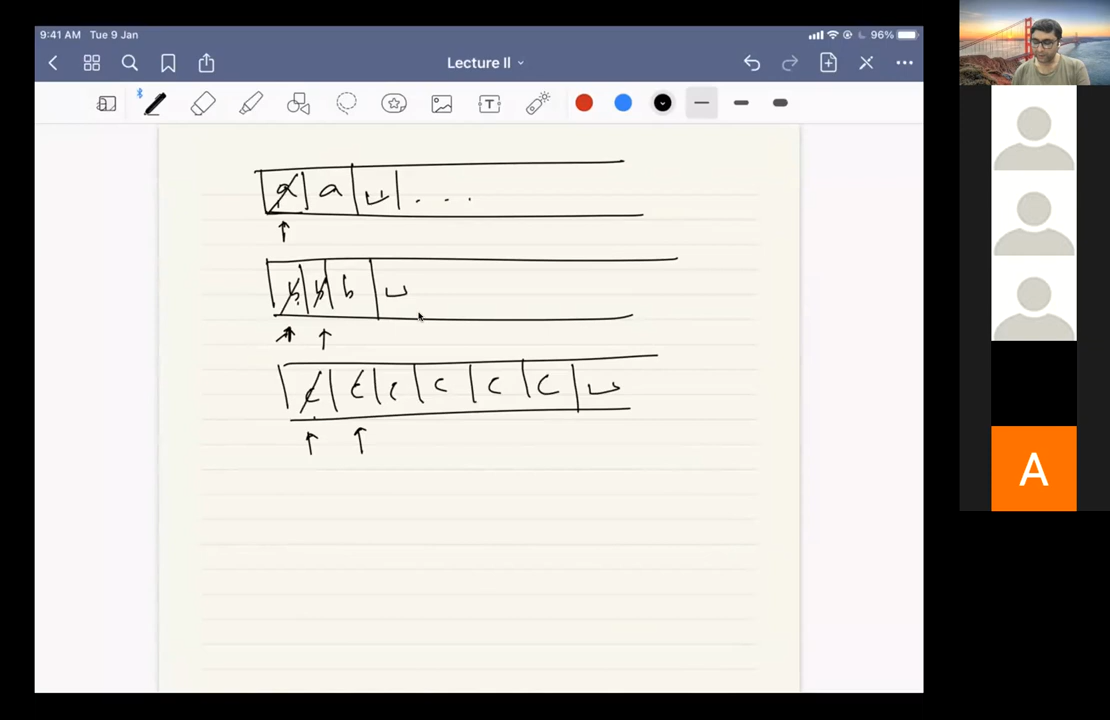 9:41 AM Tue 9 Jan
96%
Lecture II
T
a a ⊔ . . .
b b b ⊔
c c c c c c ⊔
A